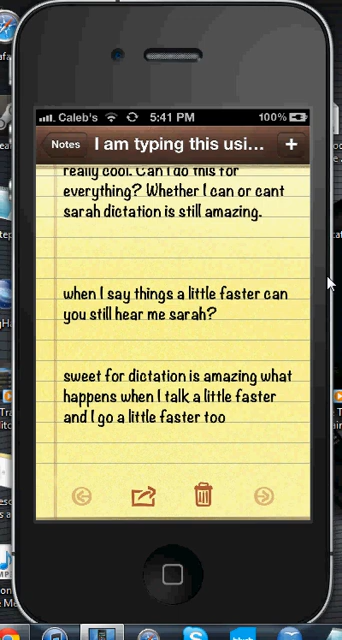 Caleb's 5:41 PM 100%
Notes I am typing this usi... +
really cool. Can I do this for
everything? Whether I can or cant
sarah dictation is still amazing.
when I say things a little faster can
you still hear me sarah?
sweet for dictation is amazing what
happens when I talk a little faster
and I go a little faster too